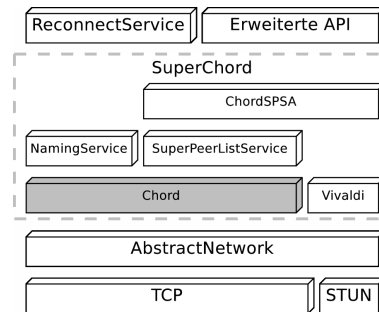 ReconnectService
Erweiterte API
SuperChord
ChordSPSA
NamingService
SuperPeerListService
Chord
Vivaldi
AbstractNetwork
TCP
STUN